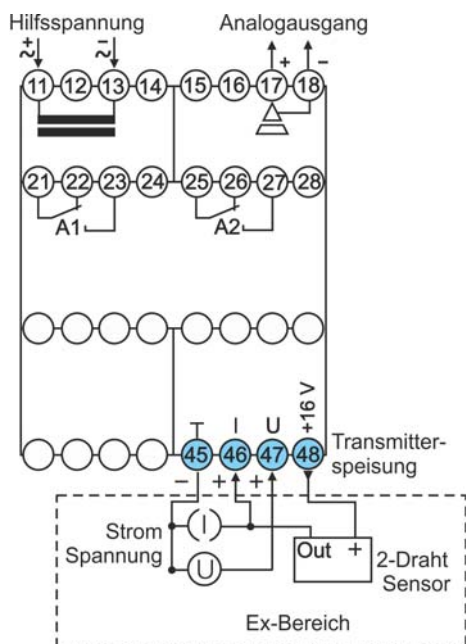 Hilfsspannung Analogausgang
≂+ ≂− + −
11 12 13 14 15 16 17 18
21 22 23 24 25 26 27 28
A1 A2
⊥ I U +16 V
45 46 47 48 Transmitter-
speisung
− + +
Strom I Out + 2-Draht
Spannung U Sensor
Ex-Bereich